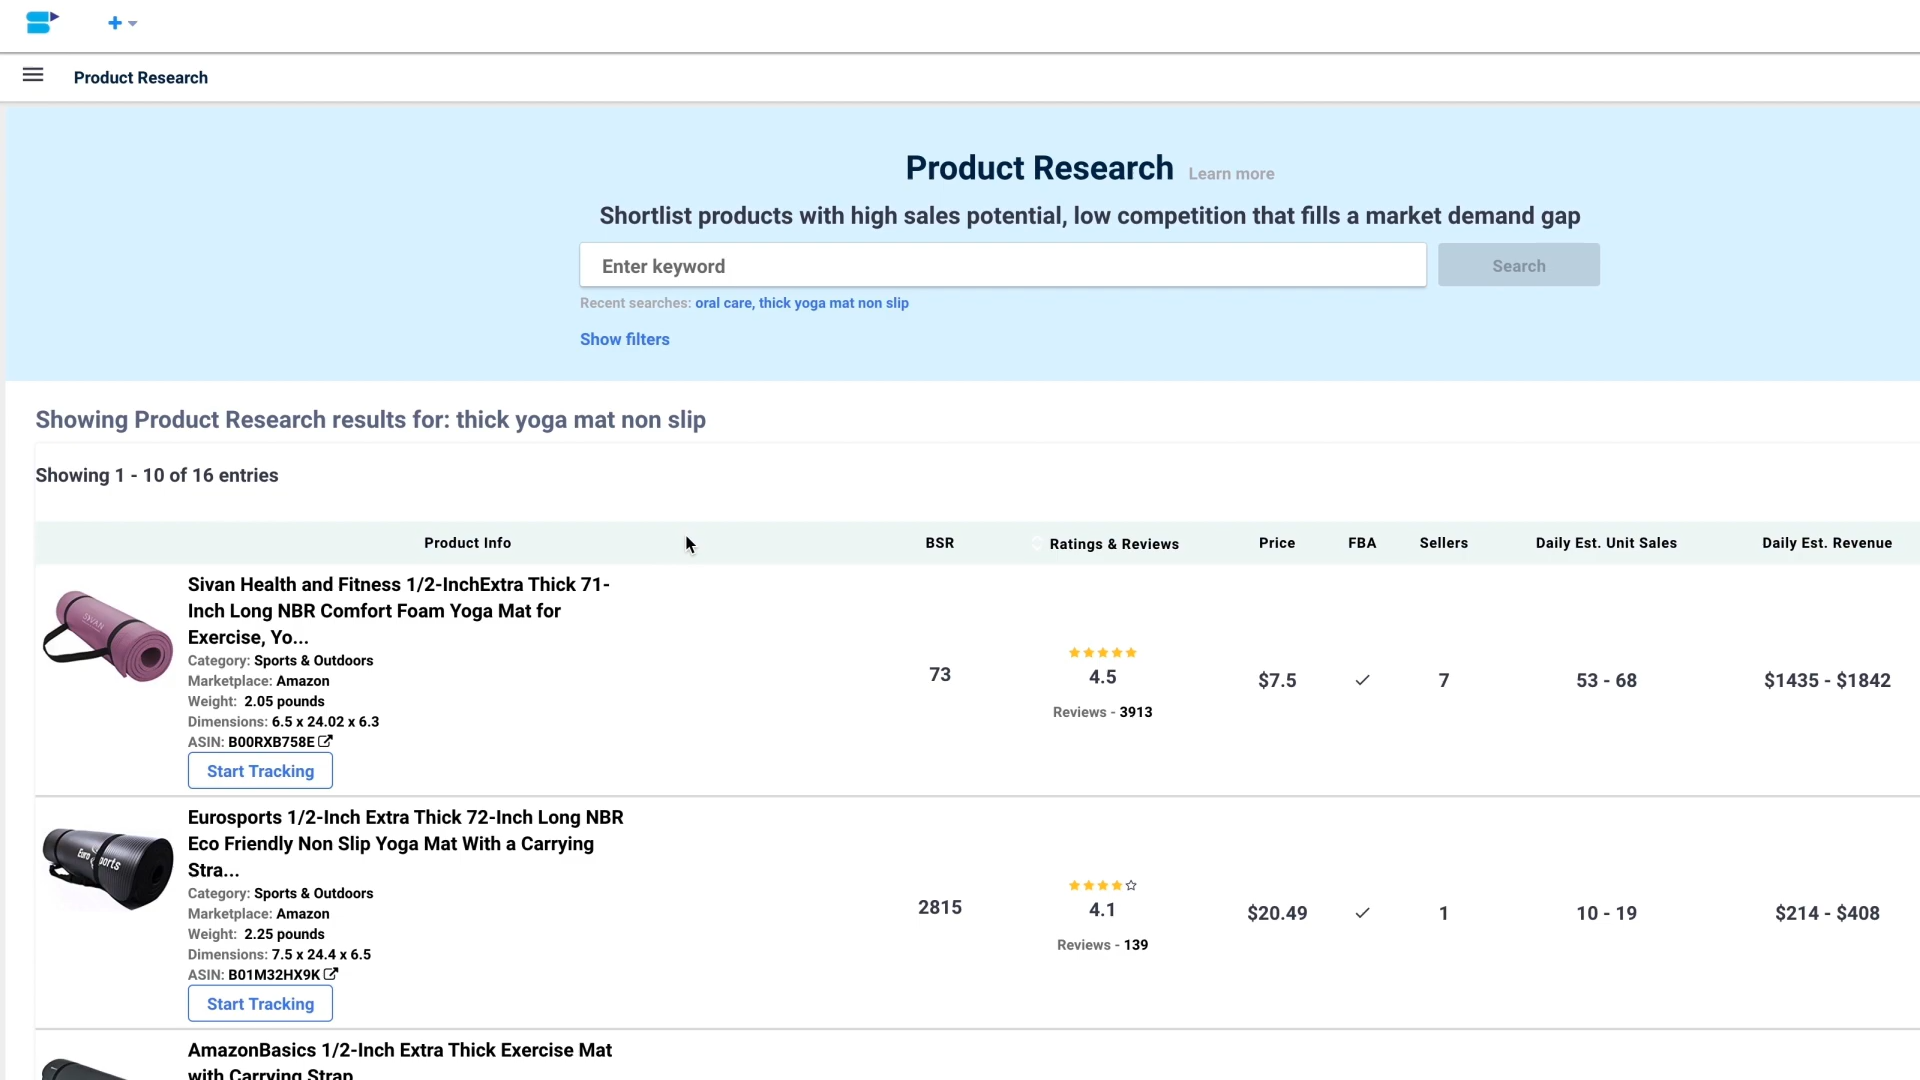 Product Research
Product Research Learn more
Shortlist products with high sales potential, low competition that fills a market demand gap
Enter keyword
Search
Recent searches: oral care, thick yoga mat non slip
Show filters
Showing Product Research results for: thick yoga mat non slip
Showing 1 - 10 of 16 entries
Product Info BSR Ratings & Reviews Price FBA Sellers Daily Est. Unit Sales Daily Est. Revenue
Sivan Health and Fitness 1/2-InchExtra Thick 71-
Inch Long NBR Comfort Foam Yoga Mat for
Exercise, Yo...
Category: Sports & Outdoors
Marketplace: Amazon
Weight: 2.05 pounds
Dimensions: 6.5 x 24.02 x 6.3
ASIN: B00RXB758E
Start Tracking
73
4.5
Reviews - 3913
$7.5
7
53 - 68
$1435 - $1842
Eurosports 1/2-Inch Extra Thick 72-Inch Long NBR
Eco Friendly Non Slip Yoga Mat With a Carrying
Stra...
Category: Sports & Outdoors
Marketplace: Amazon
Weight: 2.25 pounds
Dimensions: 7.5 x 24.4 x 6.5
ASIN: B01M32HX9K
Start Tracking
2815
4.1
Reviews - 139
$20.49
1
10 - 19
$214 - $408
AmazonBasics 1/2-Inch Extra Thick Exercise Mat
with Carrying Strap